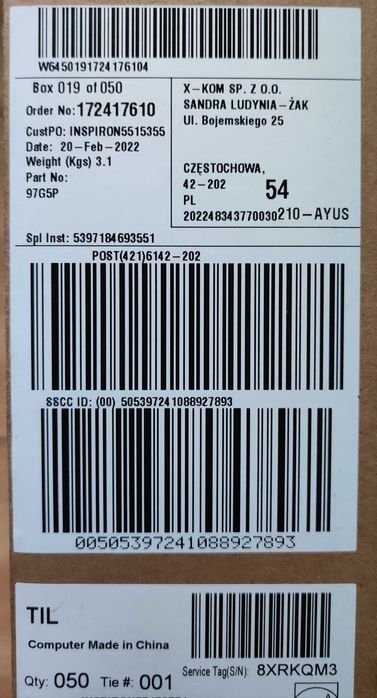 W6450191724176104
Box 019 of 050
Order No: 172417610
CustPO: INSPIRON5515355
Date: 20-Feb-2022
Weight (Kgs) 3.1
Part No:
97G5P
X-KOM SP. Z O.O.
SANDRA LUDYNIA-ŻAK
Ul. Bojemskiego 25
CZĘSTOCHOWA,
42-202
54
PL
202248343770030210-AYUS
Spl Inst: 5397184693551
POST(421)6142-202
SSCC ID: (00) 505397241088927893
00505397241088927893
TIL
Computer Made in China
Service Tag(S/N): 8XRKQM3
Qty: 050 Tie #: 001